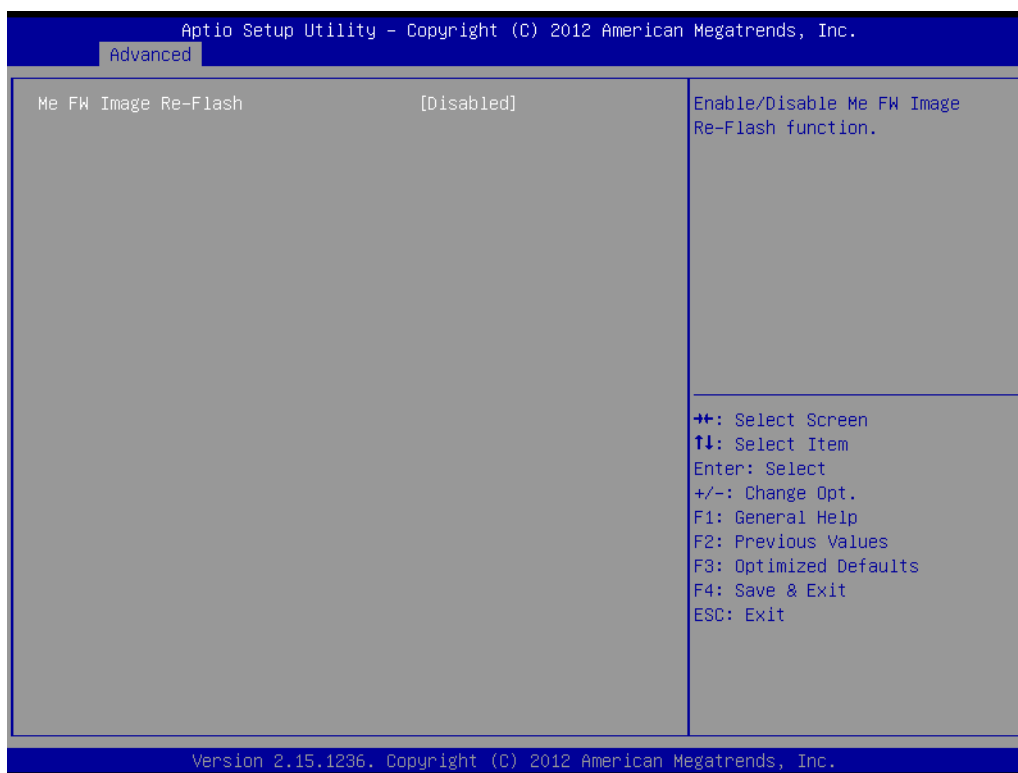 Aptio Setup Utility – Copyright (C) 2012 American Megatrends, Inc.
Advanced
Me FW Image Re-Flash [Disabled]
Enable/Disable Me FW Image
Re-Flash function.
→←: Select Screen
↑↓: Select Item
Enter: Select
+/-: Change Opt.
F1: General Help
F2: Previous Values
F3: Optimized Defaults
F4: Save & Exit
ESC: Exit
Version 2.15.1236. Copyright (C) 2012 American Megatrends, Inc.